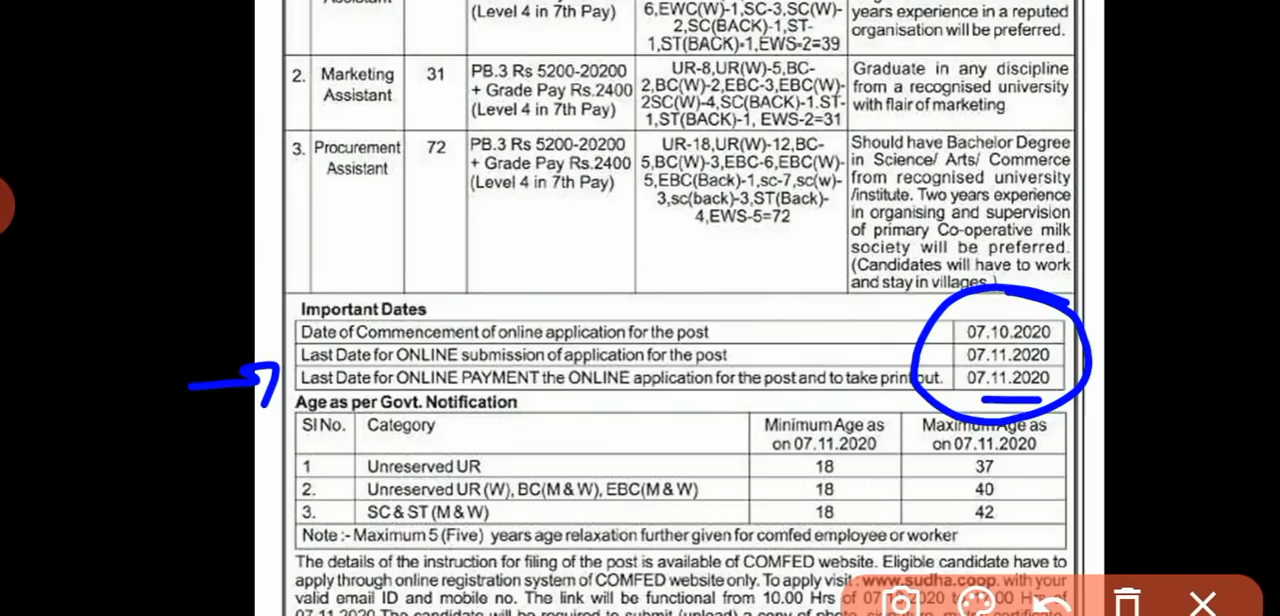 Assistant
(Level 4 in 7th Pay)
6,EWC(W)-1,SC-3,SC(W)-
2,SC(BACK)-1,ST-
1,ST(BACK)-1,EWS-2=39
years experience in a reputed
organisation will be preferred.
2.
Marketing
Assistant
31
PB.3 Rs 5200-20200
+ Grade Pay Rs.2400
(Level 4 in 7th Pay)
UR-8,UR(W)-5,BC-
2,BC(W)-2,EBC-3,EBC(W)-
2SC(W)-4,SC(BACK)-1.ST-
1,ST(BACK)-1, EWS-2=31
Graduate in any discipline
from a recognised university
with flair of marketing
3.
Procurement
Assistant
72
PB.3 Rs 5200-20200
+ Grade Pay Rs.2400
(Level 4 in 7th Pay)
UR-18,UR(W)-12,BC-
5,BC(W)-3,EBC-6,EBC(W)-
5,EBC(Back)-1,sc-7,sc(w)-
3,sc(back)-3,ST(Back)-
4,EWS-5=72
Should have Bachelor Degree
in Science/ Arts/ Commerce
from recognised university
/institute. Two years experience
in organising and supervision
of primary Co-operative milk
society will be preferred.
(Candidates will have to work
and stay in villages.)
Important Dates
Date of Commencement of online application for the post 07.10.2020
Last Date for ONLINE submission of application for the post 07.11.2020
Last Date for ONLINE PAYMENT the ONLINE application for the post and to take printout. 07.11.2020
Age as per Govt. Notification
Sl No. Category Minimum Age as on 07.11.2020 Maximum Age as on 07.11.2020
1 Unreserved UR 18 37
2. Unreserved UR (W), BC(M & W), EBC(M & W) 18 40
3. SC & ST (M & W) 18 42
Note :- Maximum 5 (Five) years age relaxation further given for comfed employee or worker
The details of the instruction for filing of the post is available of COMFED website. Eligible candidate have to
apply through online registration system of COMFED website only. To apply visit : www.sudha.coop. with your
valid email ID and mobile no. The link will be functional from 10.00 Hrs of
07.11.2020 The candidate will be required to submit (upload) a copy of